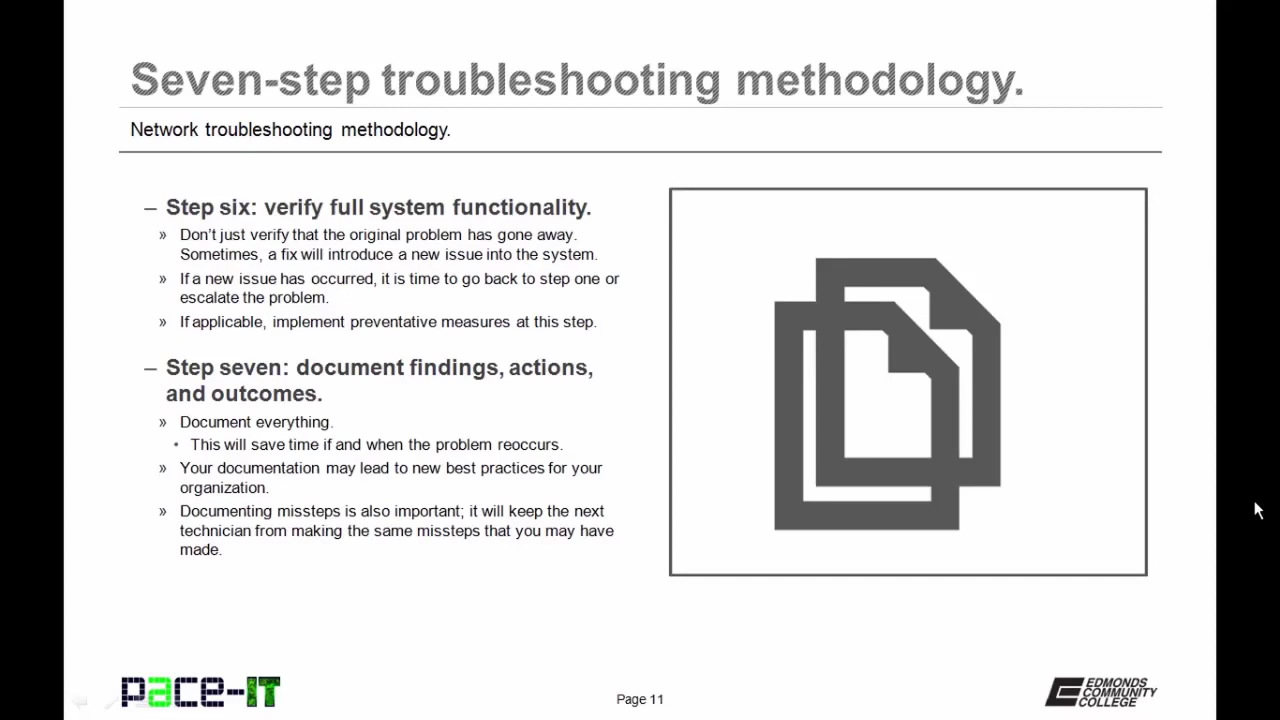 Seven-step troubleshooting methodology.
Network troubleshooting methodology.
– Step six: verify full system functionality.
» Don't just verify that the original problem has gone away.
Sometimes, a fix will introduce a new issue into the system.
» If a new issue has occurred, it is time to go back to step one or
escalate the problem.
» If applicable, implement preventative measures at this step.
– Step seven: document findings, actions,
and outcomes.
» Document everything.
• This will save time if and when the problem reoccurs.
» Your documentation may lead to new best practices for your
organization.
» Documenting missteps is also important; it will keep the next
technician from making the same missteps that you may have
made.
pace-IT
Page 11
EDMONDS
COMMUNITY
COLLEGE